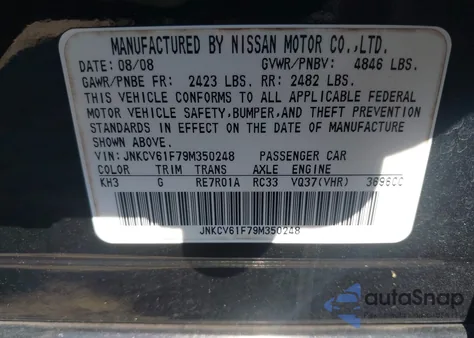 MANUFACTURED BY NISSAN MOTOR CO.,LTD.
DATE: 08/08 GVWR/PNBV: 4846 LBS.
GAWR/PNBE FR: 2423 LBS. RR: 2482 LBS.
THIS VEHICLE CONFORMS TO ALL APPLICABLE FEDERAL
MOTOR VEHICLE SAFETY, BUMPER, AND THEFT PREVENTION
STANDARDS IN EFFECT ON THE DATE OF MANUFACTURE
SHOWN ABOVE.
VIN: JNKCV61F79M350248 PASSENGER CAR
COLOR TRIM TRANS AXLE ENGINE
KH3 G RE7R01A RC33 VQ37(VHR) 3696CC
JNKCV61F79M350248
autoSnap